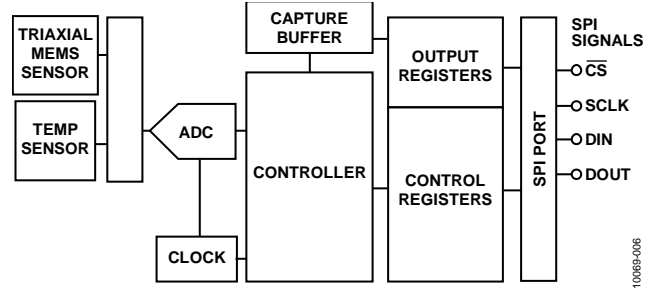 TRIAXIAL
MEMS
SENSOR
TEMP
SENSOR
ADC
CLOCK
CAPTURE
BUFFER
CONTROLLER
OUTPUT
REGISTERS
CONTROL
REGISTERS
SPI PORT
SPI
SIGNALS
C̅S̅
SCLK
DIN
DOUT
10069-006